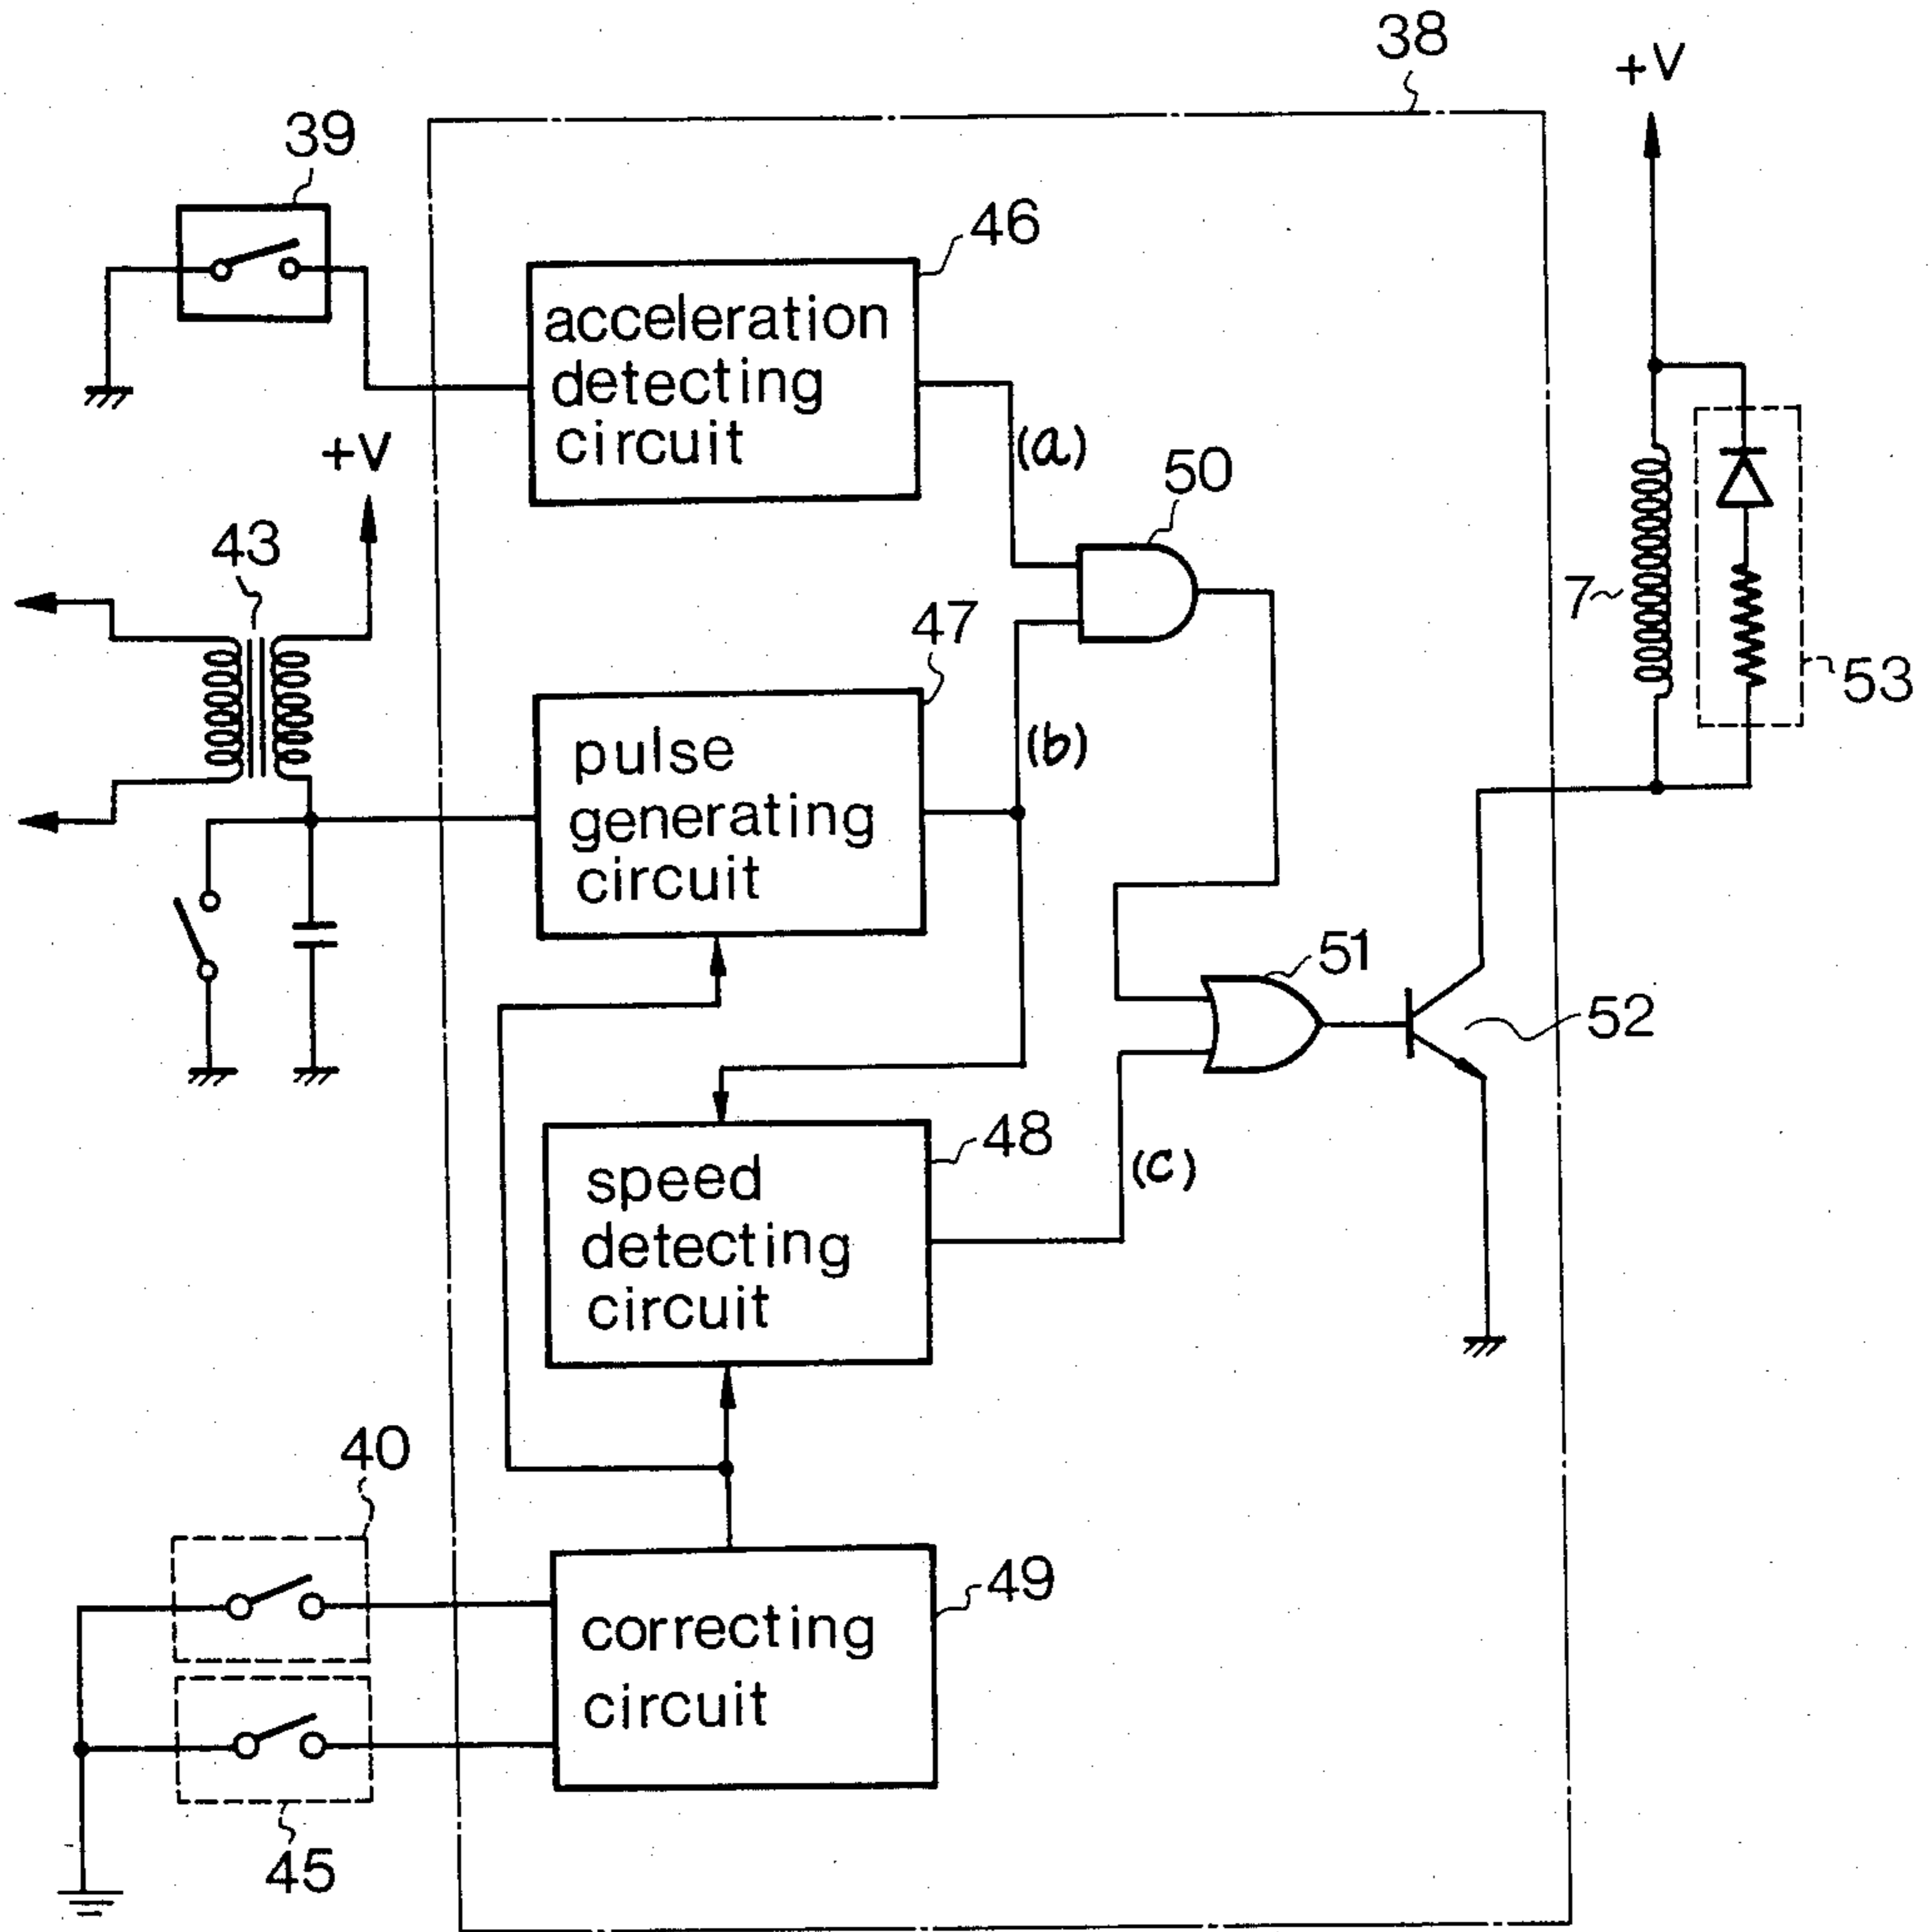 38
+V
39
46
acceleration
detecting
circuit
(a)
+V
50
43
47
7
53
pulse
generating
circuit
(b)
51
52
48
speed
detecting
circuit
(c)
40
49
correcting
circuit
45